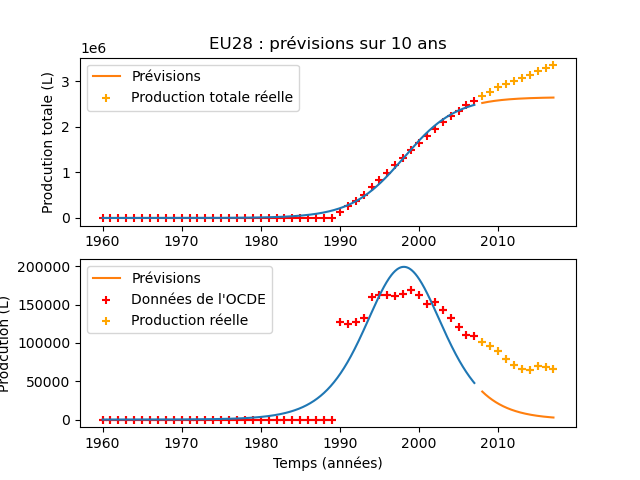 EU28 : prévisions sur 10 ans
1e6
Prodcution totale (L)
3
2
1
0
Prévisions
Production totale réelle
1960 1970 1980 1990 2000 2010
Prodcution (L)
200000
150000
100000
50000
0
Prévisions
Données de l'OCDE
Production réelle
1960 1970 1980 1990 2000 2010
Temps (années)